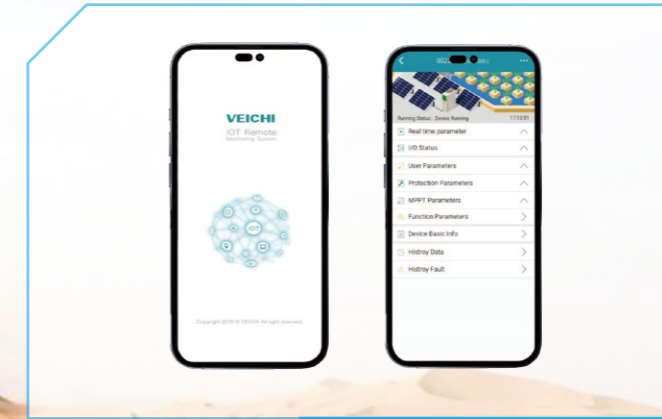 VEICHI
iOT Remote
Monitoring System
iOT
Copyright 2019 © VEICHI All right reserved
Running Status: Device Running 17:12:01
Real time parameter
I/O Status
User Parameters
Protection Parameters
MPPT Parameters
Function Parameters
Device Basic Info
Histroy Data
Histroy Fault